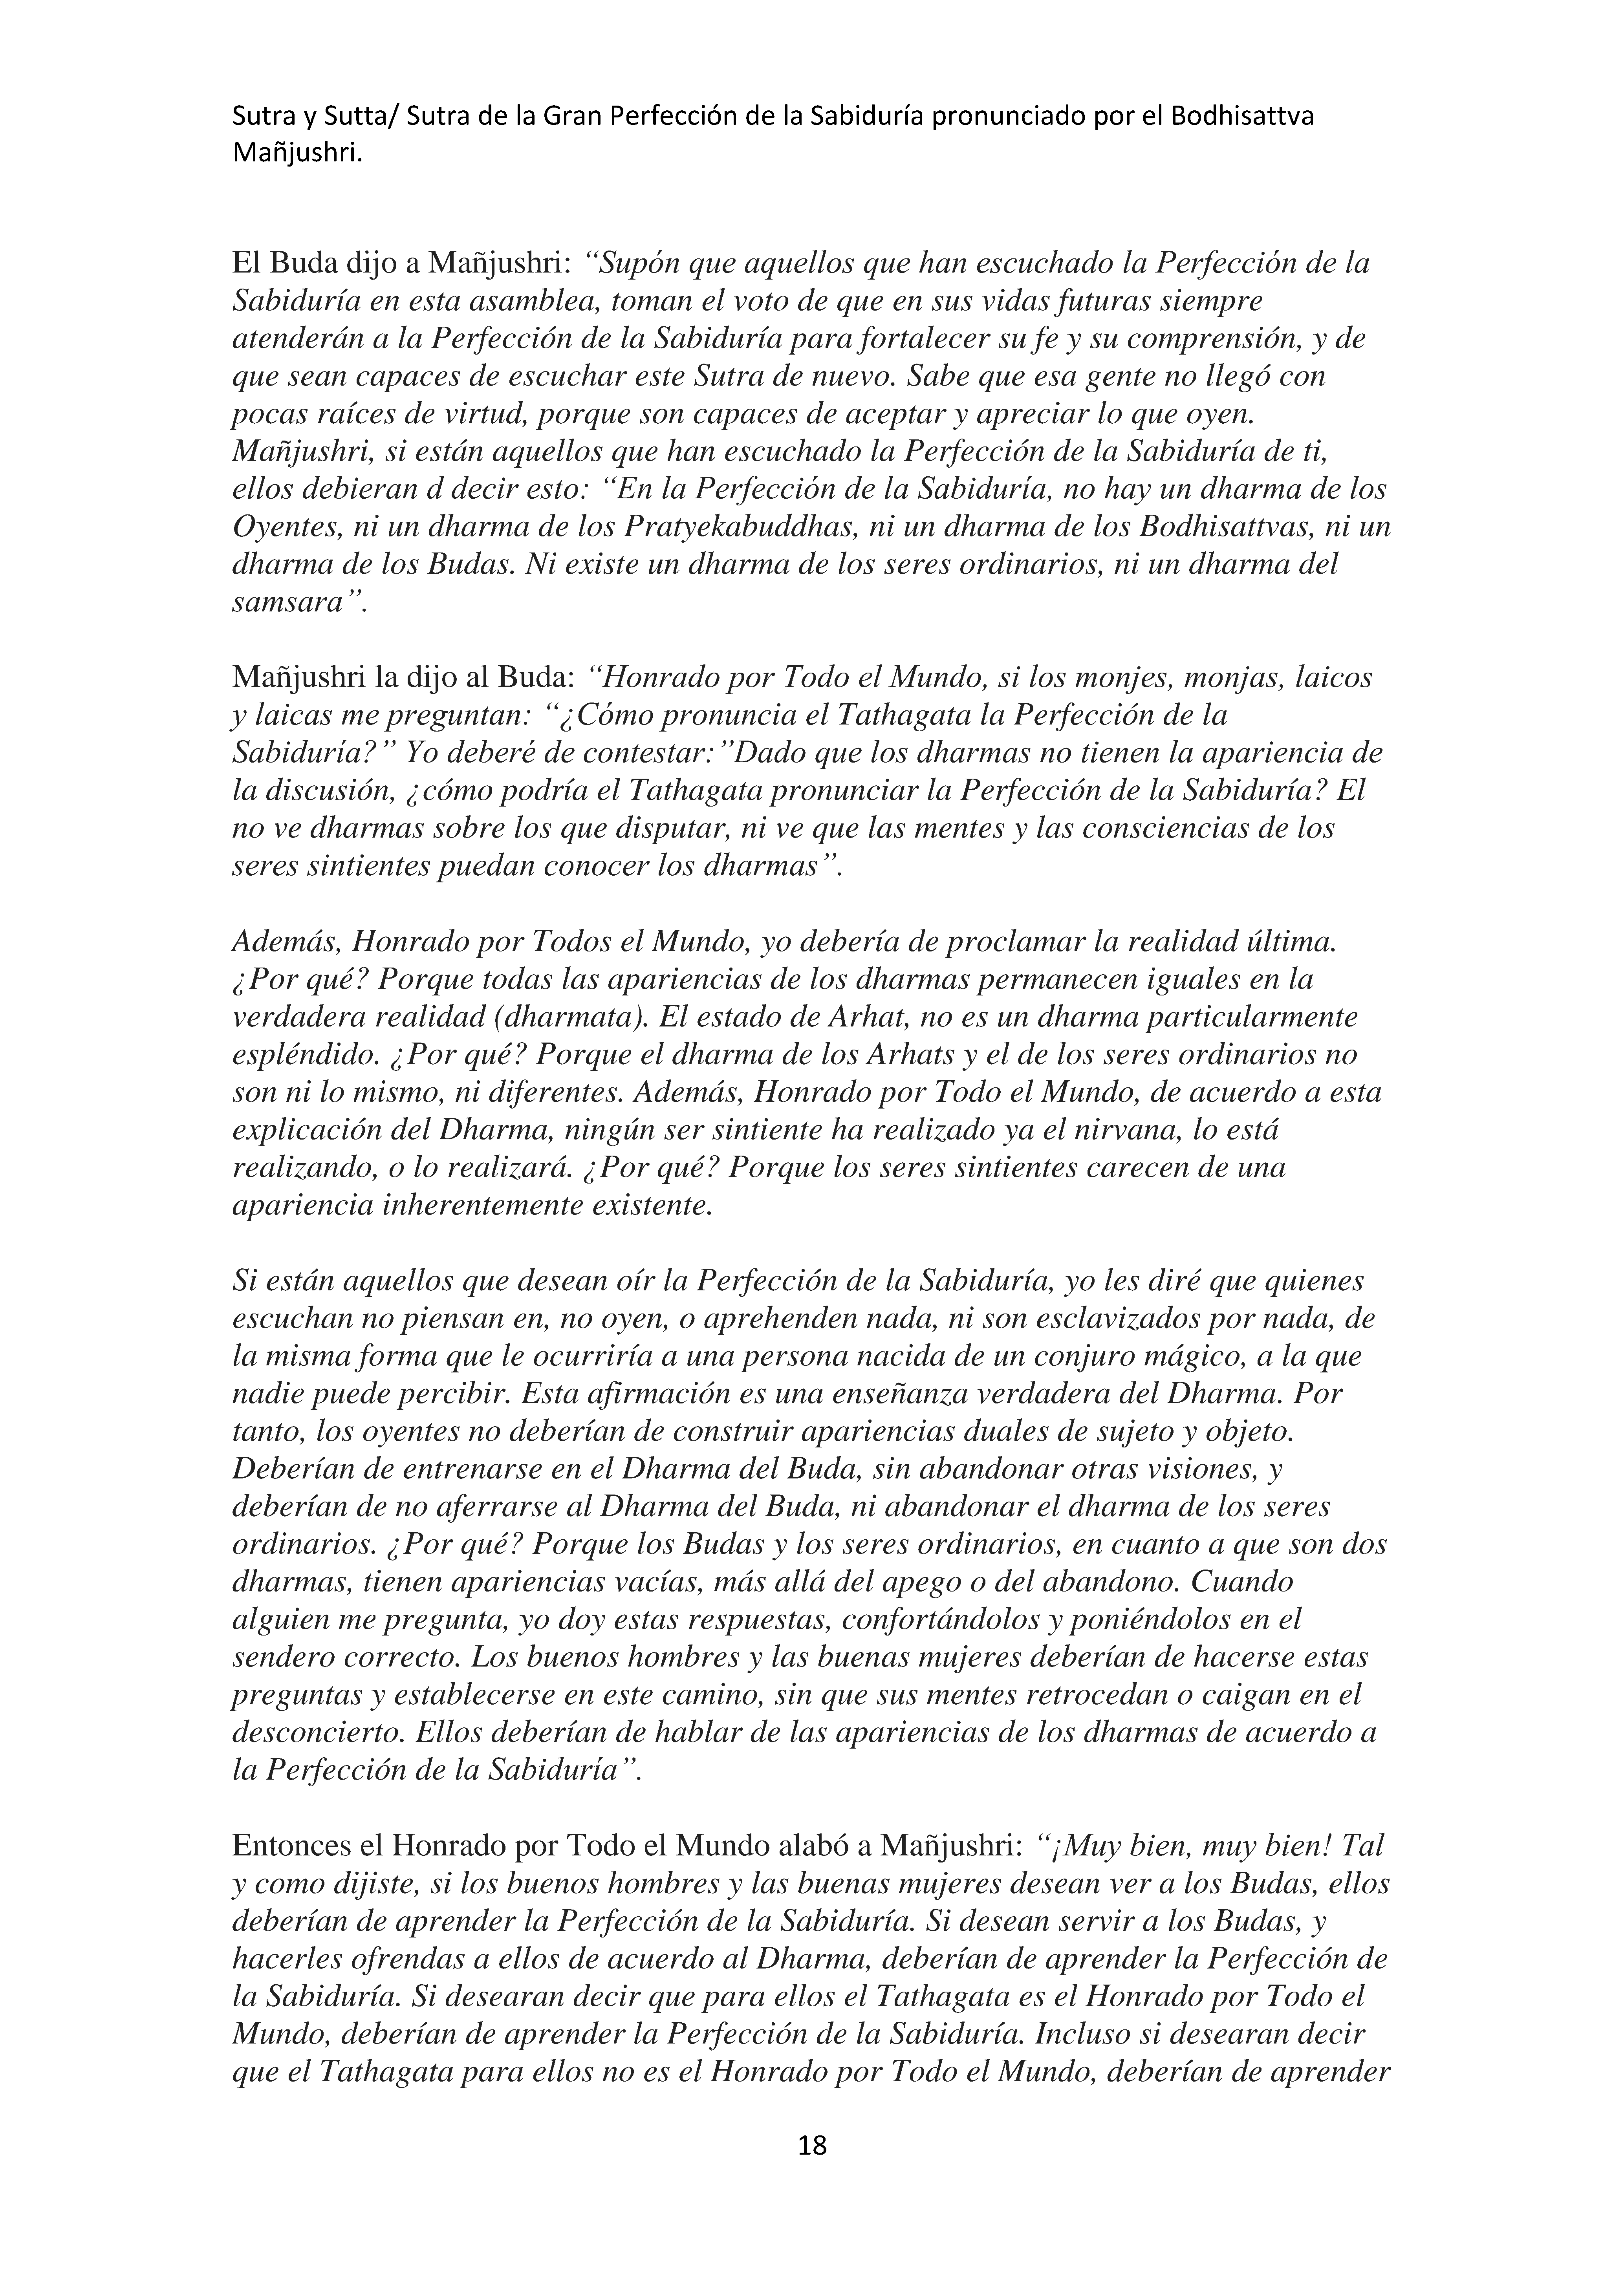 Sutra y Sutta/ Sutra de la Gran Perfección de la Sabiduría pronunciado por el Bodhisattva
Mañjushri.
El Buda dijo a Mañjushri: “Supón que aquellos que han escuchado la Perfección de la
Sabiduría en esta asamblea, toman el voto de que en sus vidas futuras siempre
atenderán a la Perfección de la Sabiduría para fortalecer su fe y su comprensión, y de
que sean capaces de escuchar este Sutra de nuevo. Sabe que esa gente no llegó con
pocas raíces de virtud, porque son capaces de aceptar y apreciar lo que oyen.
Mañjushri, si están aquellos que han escuchado la Perfección de la Sabiduría de ti,
ellos debieran d decir esto: “En la Perfección de la Sabiduría, no hay un dharma de los
Oyentes, ni un dharma de los Pratyekabuddhas, ni un dharma de los Bodhisattvas, ni un
dharma de los Budas. Ni existe un dharma de los seres ordinarios, ni un dharma del
samsara”.
Mañjushri la dijo al Buda: “Honrado por Todo el Mundo, si los monjes, monjas, laicos
y laicas me preguntan: “¿Cómo pronuncia el Tathagata la Perfección de la
Sabiduría?” Yo deberé de contestar:”Dado que los dharmas no tienen la apariencia de
la discusión, ¿cómo podría el Tathagata pronunciar la Perfección de la Sabiduría? El
no ve dharmas sobre los que disputar, ni ve que las mentes y las consciencias de los
seres sintientes puedan conocer los dharmas”.
Además, Honrado por Todos el Mundo, yo debería de proclamar la realidad última.
¿Por qué? Porque todas las apariencias de los dharmas permanecen iguales en la
verdadera realidad (dharmata). El estado de Arhat, no es un dharma particularmente
espléndido. ¿Por qué? Porque el dharma de los Arhats y el de los seres ordinarios no
son ni lo mismo, ni diferentes. Además, Honrado por Todo el Mundo, de acuerdo a esta
explicación del Dharma, ningún ser sintiente ha realizado ya el nirvana, lo está
realizando, o lo realizará. ¿Por qué? Porque los seres sintientes carecen de una
apariencia inherentemente existente.
Si están aquellos que desean oír la Perfección de la Sabiduría, yo les diré que quienes
escuchan no piensan en, no oyen, o aprehenden nada, ni son esclavizados por nada, de
la misma forma que le ocurriría a una persona nacida de un conjuro mágico, a la que
nadie puede percibir. Esta afirmación es una enseñanza verdadera del Dharma. Por
tanto, los oyentes no deberían de construir apariencias duales de sujeto y objeto.
Deberían de entrenarse en el Dharma del Buda, sin abandonar otras visiones, y
deberían de no aferrarse al Dharma del Buda, ni abandonar el dharma de los seres
ordinarios. ¿Por qué? Porque los Budas y los seres ordinarios, en cuanto a que son dos
dharmas, tienen apariencias vacías, más allá del apego o del abandono. Cuando
alguien me pregunta, yo doy estas respuestas, confortándolos y poniéndolos en el
sendero correcto. Los buenos hombres y las buenas mujeres deberían de hacerse estas
preguntas y establecerse en este camino, sin que sus mentes retrocedan o caigan en el
desconcierto. Ellos deberían de hablar de las apariencias de los dharmas de acuerdo a
la Perfección de la Sabiduría”.
Entonces el Honrado por Todo el Mundo alabó a Mañjushri: “¡Muy bien, muy bien! Tal
y como dijiste, si los buenos hombres y las buenas mujeres desean ver a los Budas, ellos
deberían de aprender la Perfección de la Sabiduría. Si desean servir a los Budas, y
hacerles ofrendas a ellos de acuerdo al Dharma, deberían de aprender la Perfección de
la Sabiduría. Si desearan decir que para ellos el Tathagata es el Honrado por Todo el
Mundo, deberían de aprender la Perfección de la Sabiduría. Incluso si desearan decir
que el Tathagata para ellos no es el Honrado por Todo el Mundo, deberían de aprender
18